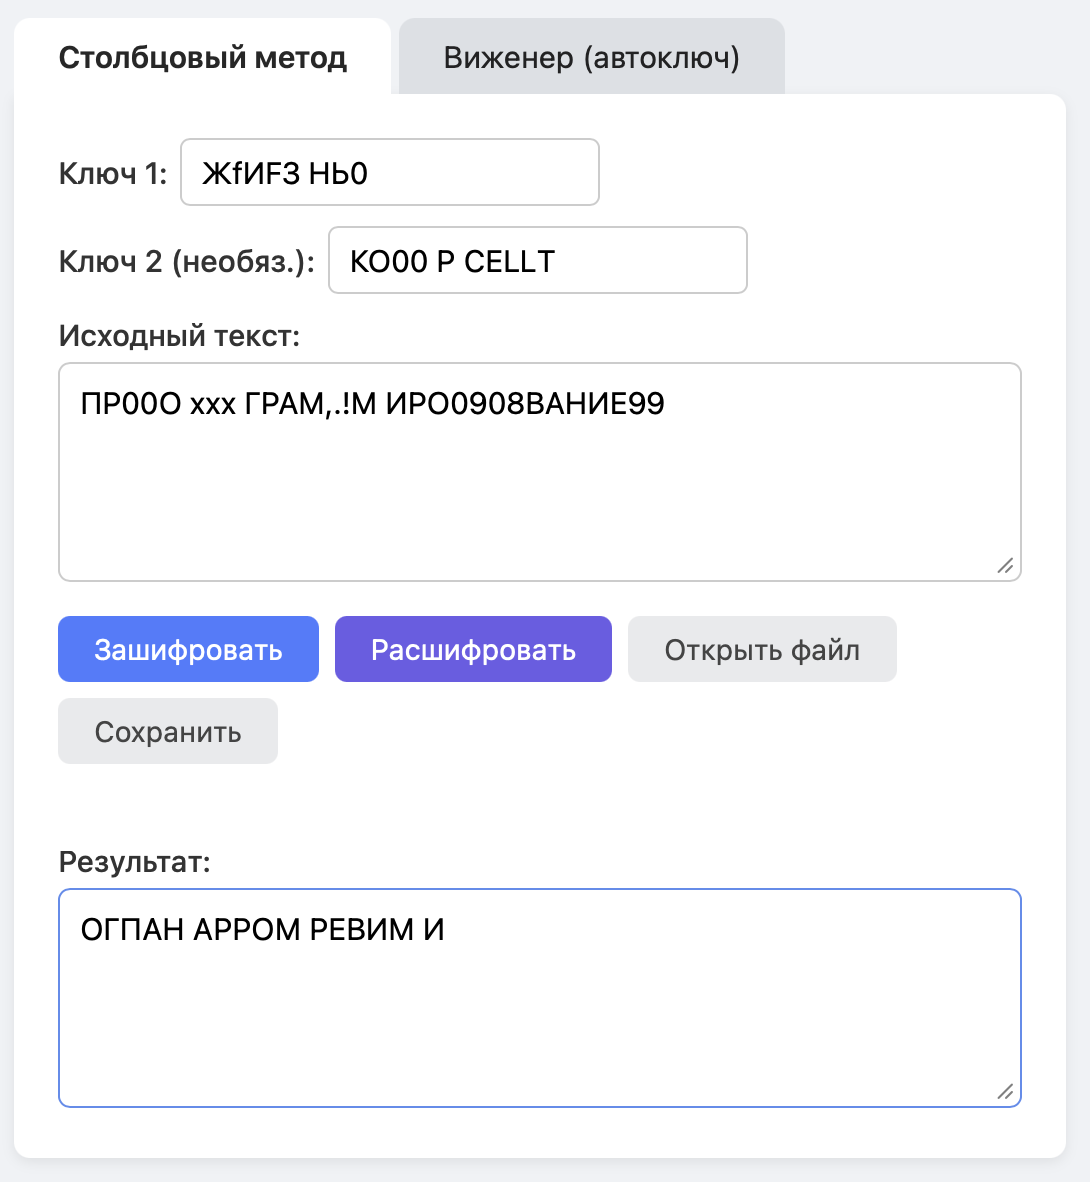 Столбцовый метод
Виженер (автоключ)
Ключ 1: ЖfИF3 НЬ0
Ключ 2 (необяз.): КО00 Р CELLT
Исходный текст:
ПР00О xxx ГРАМ,.!М ИРО0908ВАНИЕ99
Зашифровать
Расшифровать
Открыть файл
Сохранить
Результат:
ОГПАН АРРОМ РЕВИМ И